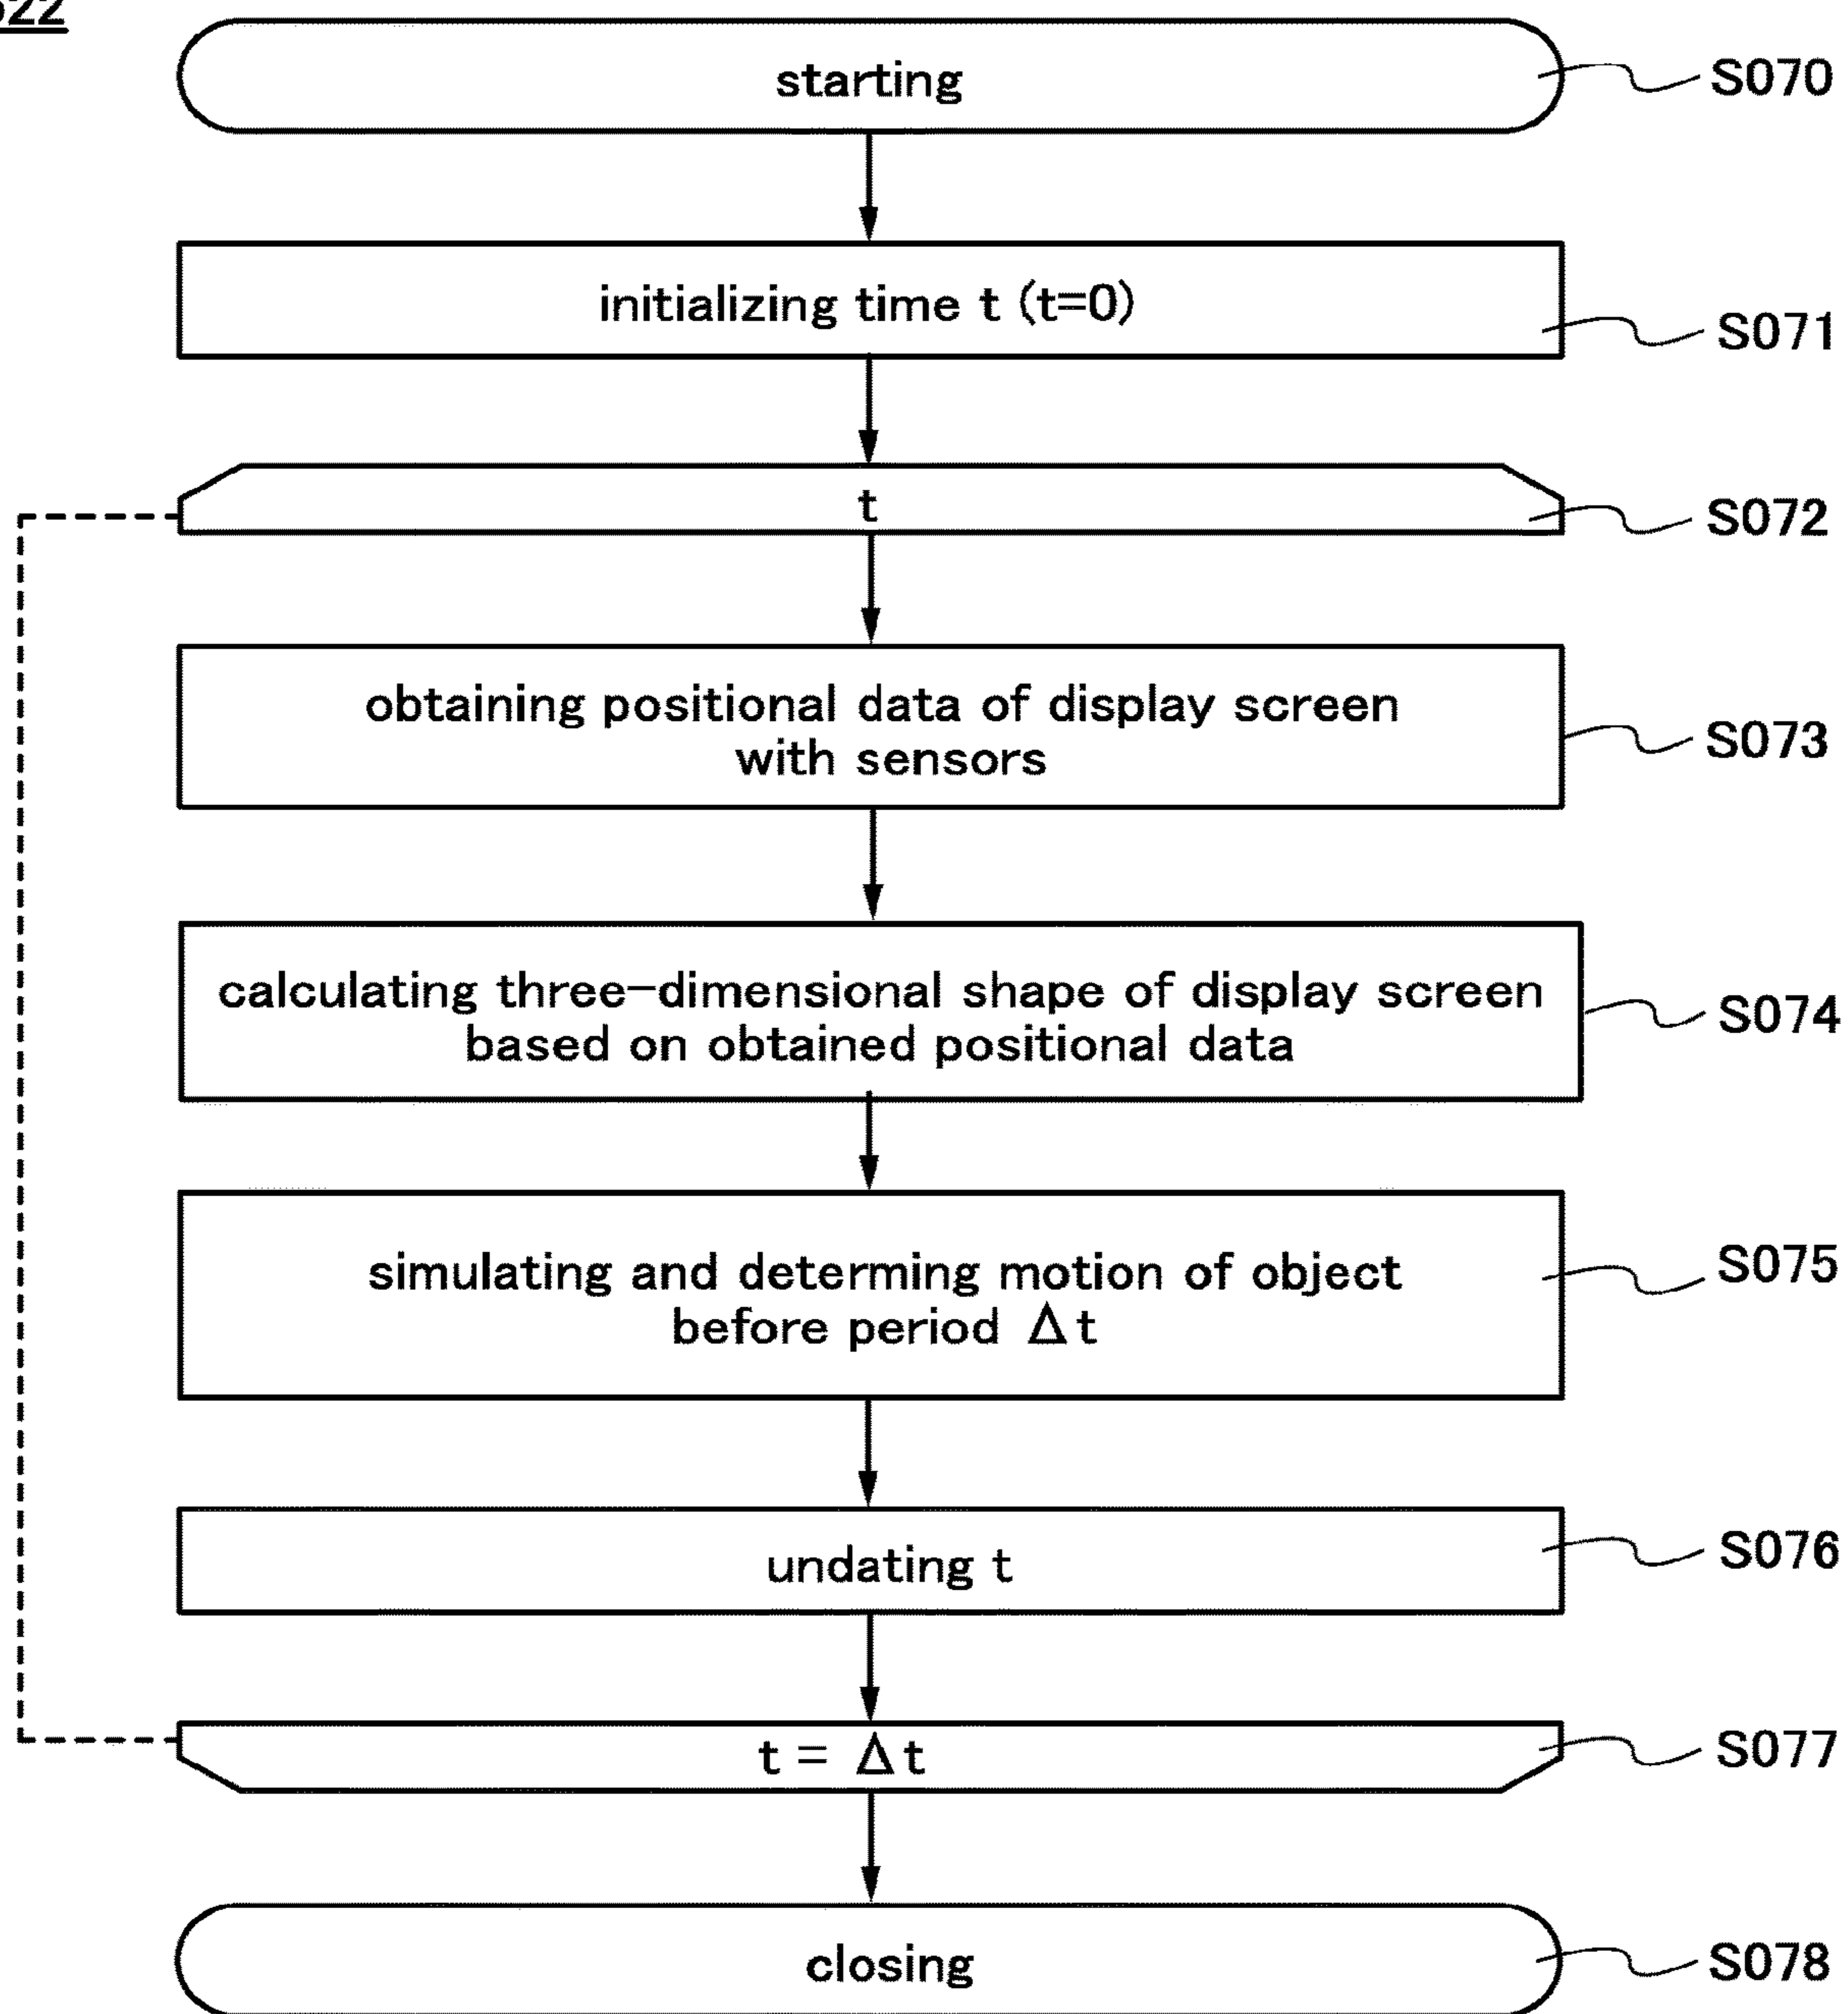 starting
S070
initializing time t (t=0)
S071
t
S072
obtaining positional data of display screen
with sensors
S073
calculating three-dimensional shape of display screen
based on obtained positional data
S074
simulating and determing motion of object
before period Δt
S075
undating t
S076
t = Δt
S077
closing
S078